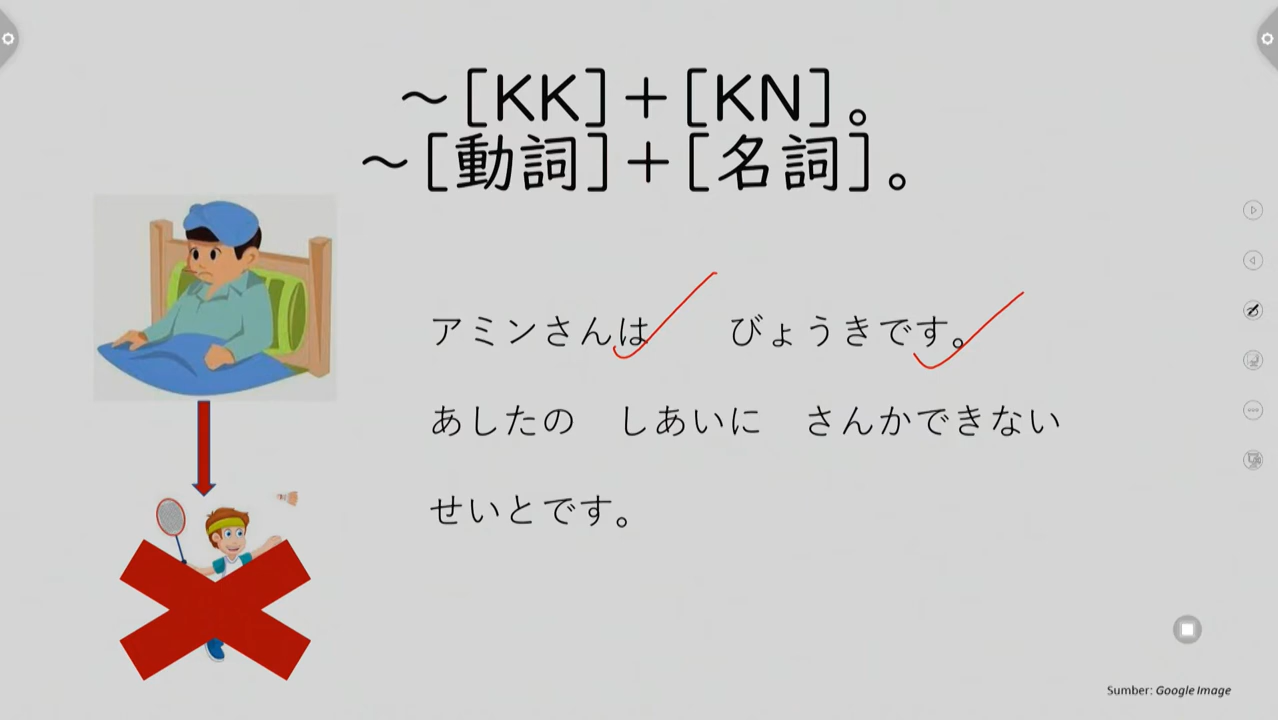 ～[KK]＋[KN]。
～[動詞]＋[名詞]。
アミンさんは　びょうきです。
あしたの　しあいに　さんかできない
せいとです。
Sumber: Google Image